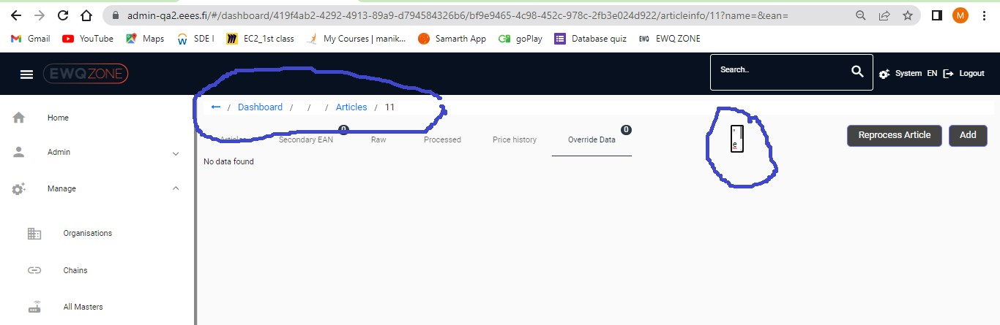 admin-qa2.eees.fi/#/dashboard/419f4ab2-4292-4913-89a9-d794584326b6/bf9e9465-4c98-452c-978c-2fb3e024d922/articleinfo/11?name=&ean=
M
Gmail YouTube Maps SDE I EC2_1st class My Courses | manik... Samarth App goPlay Database quiz EWQ EWQ ZONE
EWQZONE Search.. System EN Logout
← / Dashboard / / / Articles / 11
Home
Articles Secondary EAN 0 Raw Processed Price history Override Data 0 " e Reprocess Article Add
Admin
No data found
Manage
Organisations
Chains
All Masters